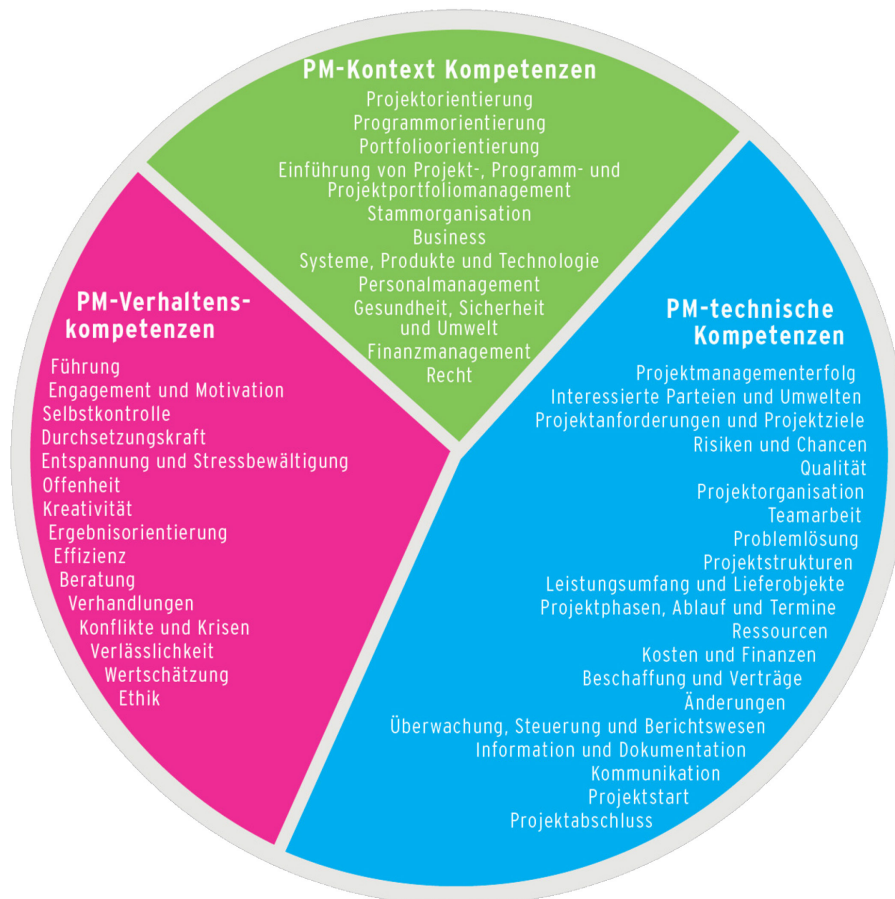 PM-Kontext Kompetenzen
Projektorientierung
Programmorientierung
Portfolioorientierung
Einführung von Projekt-, Programm- und
Projektportfoliomanagement
Stammorganisation
Business
Systeme, Produkte und Technologie
Personalmanagement
Gesundheit, Sicherheit
und Umwelt
Finanzmanagement
Recht
PM-Verhaltens-
kompetenzen
Führung
Engagement und Motivation
Selbstkontrolle
Durchsetzungskraft
Entspannung und Stressbewältigung
Offenheit
Kreativität
Ergebnisorientierung
Effizienz
Beratung
Verhandlungen
Konflikte und Krisen
Verlässlichkeit
Wertschätzung
Ethik
PM-technische
Kompetenzen
Projektmanagementerfolg
Interessierte Parteien und Umwelten
Projektanforderungen und Projektziele
Risiken und Chancen
Qualität
Projektorganisation
Teamarbeit
Problemlösung
Projektstrukturen
Leistungsumfang und Lieferobjekte
Projektphasen, Ablauf und Termine
Ressourcen
Kosten und Finanzen
Beschaffung und Verträge
Änderungen
Überwachung, Steuerung und Berichtswesen
Information und Dokumentation
Kommunikation
Projektstart
Projektabschluss